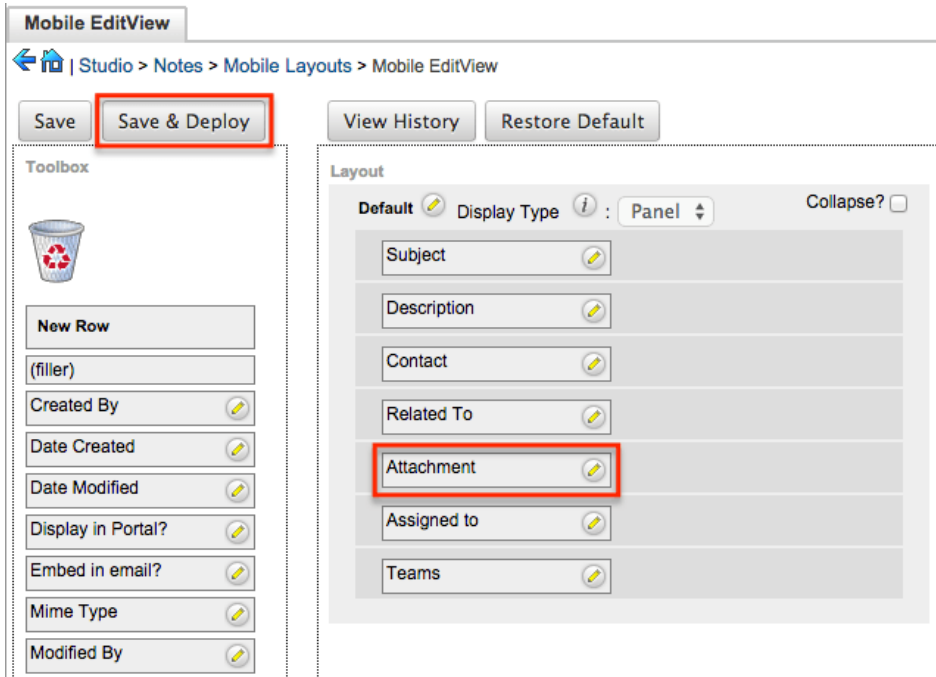 Mobile EditView
| Studio > Notes > Mobile Layouts > Mobile EditView
Save
Save & Deploy
View History
Restore Default
Toolbox
New Row
(filler)
Created By
Date Created
Date Modified
Display in Portal?
Embed in email?
Mime Type
Modified By
Layout
Default Display Type i : Panel Collapse?
Subject
Description
Contact
Related To
Attachment
Assigned to
Teams